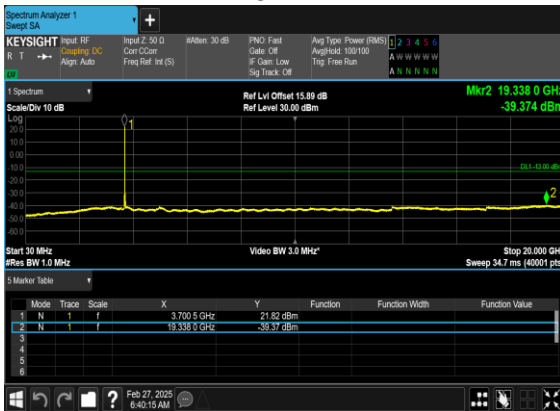 Spectrum Analyzer 1
Swept SA
+
KEYSIGHT Input: RF Input Z: 50 Ω #Atten: 30 dB PNO: Fast Avg Type: Power (RMS) 1 2 3 4 5 6
R T Coupling: DC Corr CCorr Gate: Off Avg|Hold: 100/100 A W W W W W
Align: Auto Freq Ref: Int (S) IF Gain: Low Trig: Free Run
Sig Track: Off A N N N N N
1 Spectrum Ref Lvl Offset 15.89 dB Mkr2 19.338 0 GHz
Scale/Div 10 dB Ref Level 30.00 dBm -39.374 dBm
Log
20.0
10.0
0.00
-10.0
-20.0
-30.0
-40.0
-50.0
-60.0
1
DL1 -13.00 dBm
2
Start 30 MHz Video BW 3.0 MHz* Stop 20.000 GHz
#Res BW 1.0 MHz Sweep 34.7 ms (40001 pts)
5 Marker Table
Mode Trace Scale X Y Function Function Width Function Value
1 N 1 f 3.700 5 GHz 21.82 dBm
2 N 1 f 19.338 0 GHz -39.37 dBm
3
4
5
6
? Feb 27, 2025
6:40:15 AM